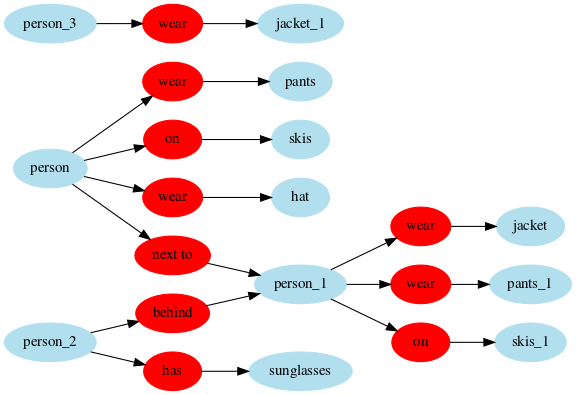 person_3 wear jacket_1
wear pants
on skis
person
wear hat
wear jacket
next to
person_1 wear pants_1
behind
person_2
on skis_1
has sunglasses